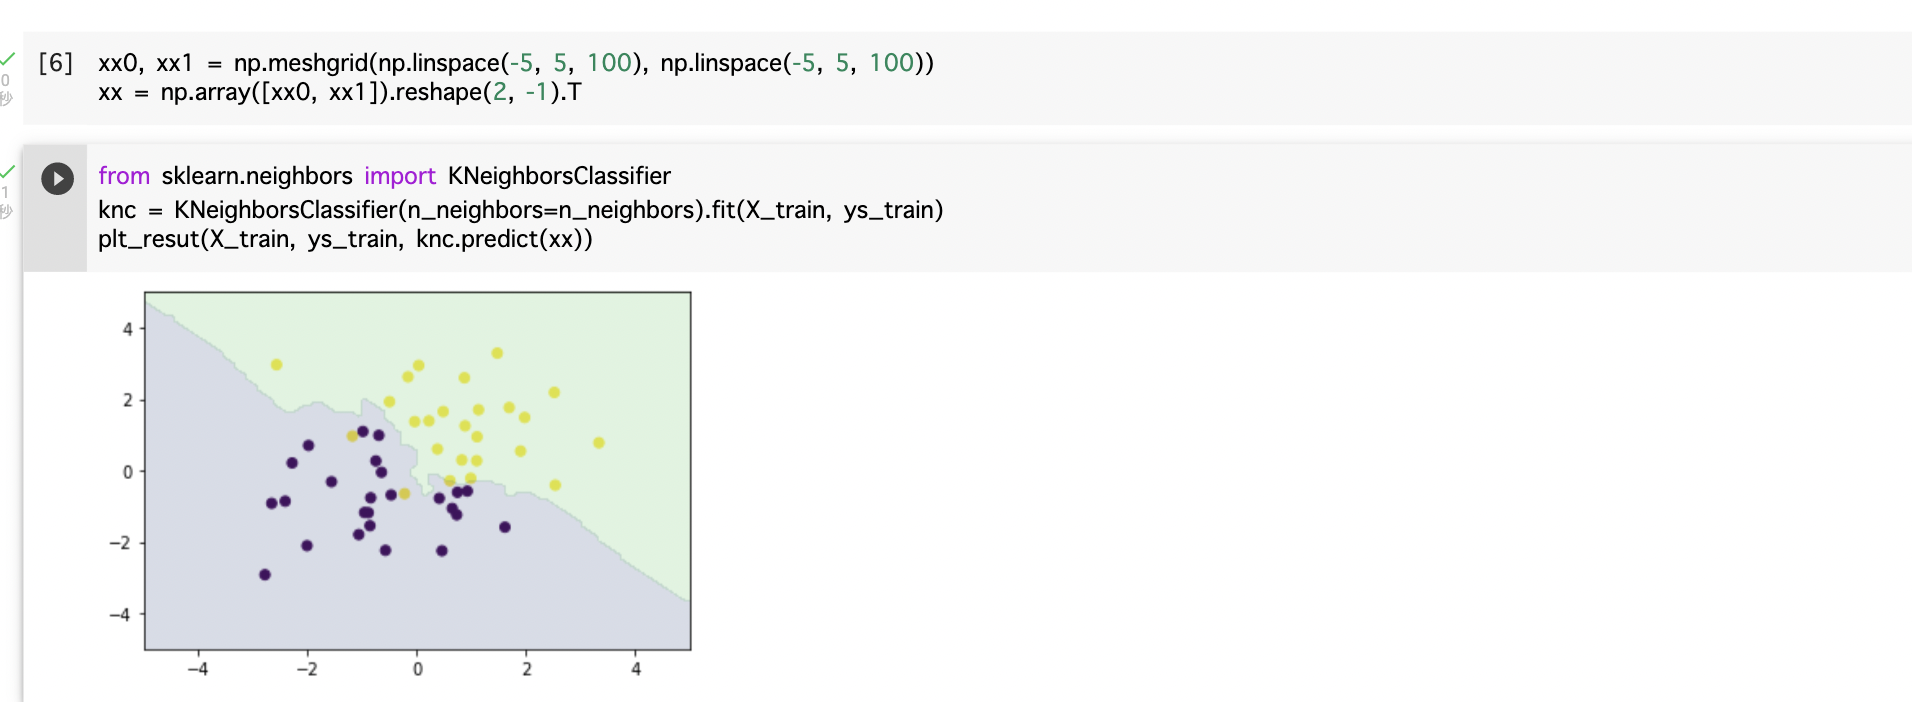 [6] xx0, xx1 = np.meshgrid(np.linspace(-5, 5, 100), np.linspace(-5, 5, 100))
0
秒
xx = np.array([xx0, xx1]).reshape(2, -1).T
from sklearn.neighbors import KNeighborsClassifier
1
秒
knc = KNeighborsClassifier(n_neighbors=n_neighbors).fit(X_train, ys_train)
plt_resut(X_train, ys_train, knc.predict(xx))
4
2
0
−2
−4
−4 −2 0 2 4